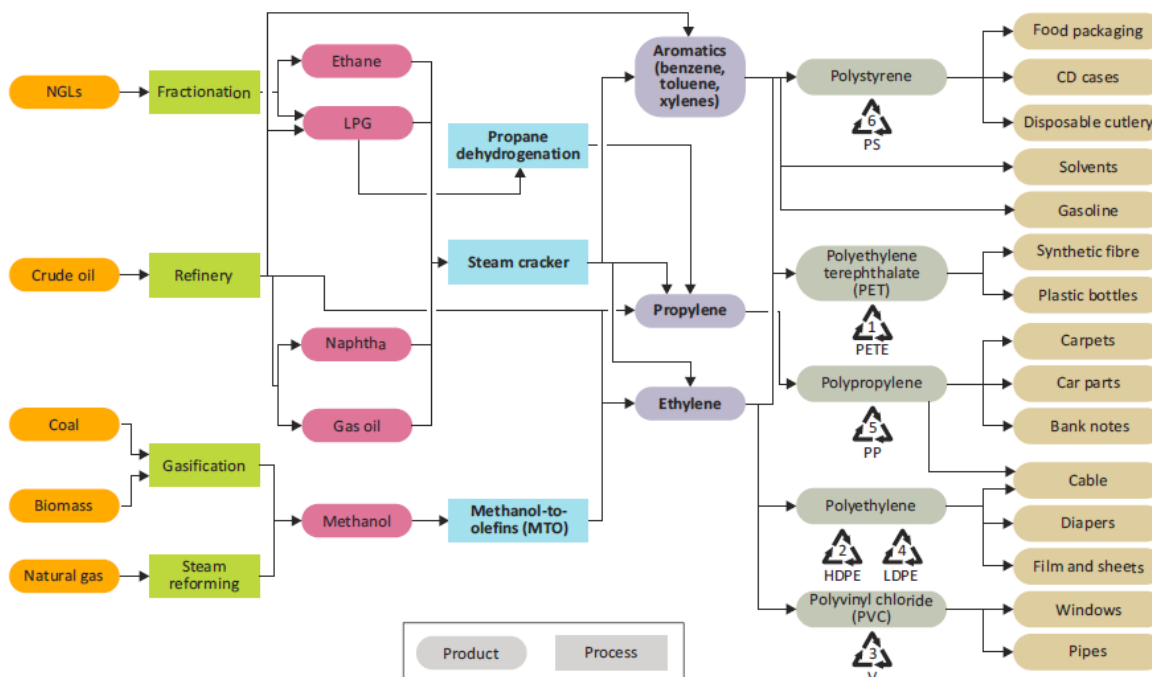 NGLs
Fractionation
Ethane
LPG
Propane
dehydrogenation
Aromatics
(benzene,
toluene,
xylenes)
Polystyrene
6
PS
Food packaging
CD cases
Disposable cutlery
Solvents
Gasoline
Crude oil
Refinery
Steam cracker
Naphtha
Gas oil
Propylene
Ethylene
Polyethylene
terephthalate
(PET)
1
PETE
Synthetic fibre
Plastic bottles
Polypropylene
5
PP
Carpets
Car parts
Bank notes
Coal
Biomass
Gasification
Natural gas
Steam
reforming
Methanol
Methanol-to-
olefins (MTO)
Polyethylene
2
HDPE
4
LDPE
Cable
Diapers
Film and sheets
Polyvinyl chloride
(PVC)
3
V
Windows
Pipes
Product
Process